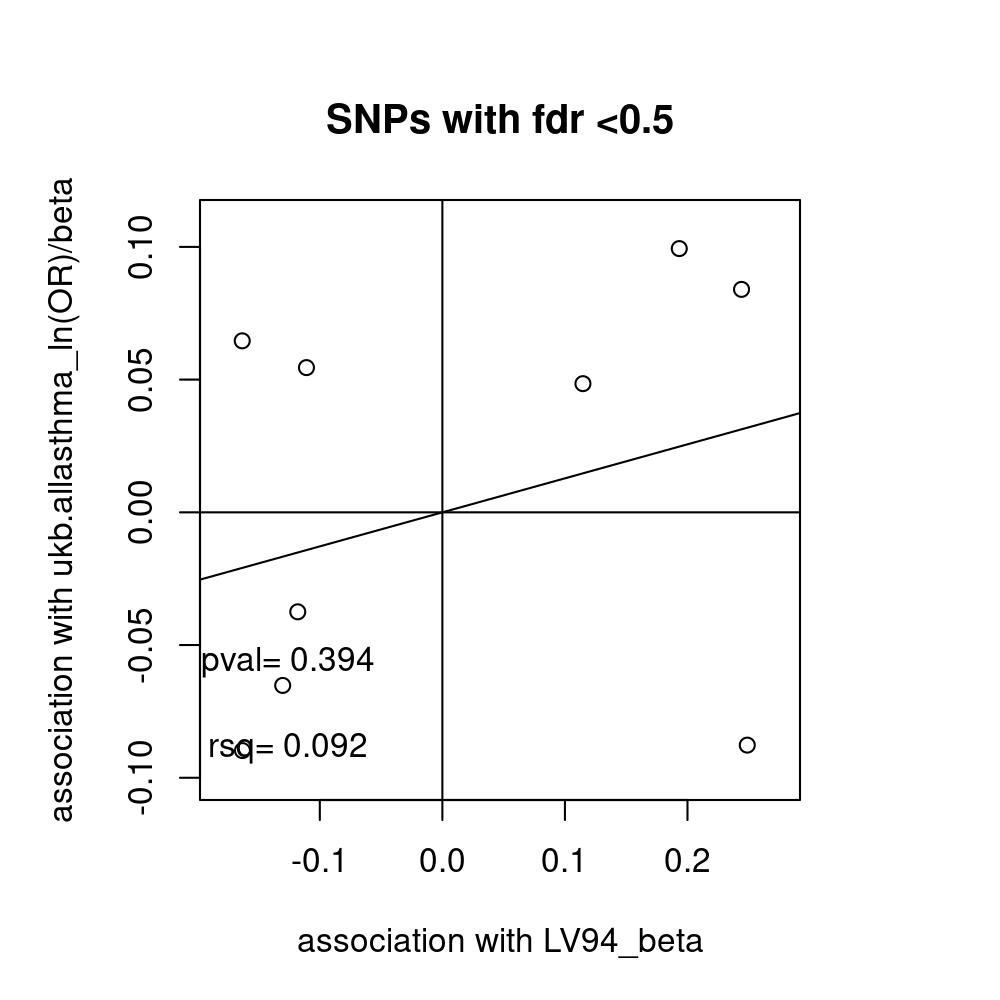 SNPs with fdr <0.5
association with ukb.allasthma_ln(OR)/beta
0.10
0.05
0.00
-0.05
-0.10
pval= 0.394
rsq= 0.092
-0.1
0.0
0.1
0.2
association with LV94_beta